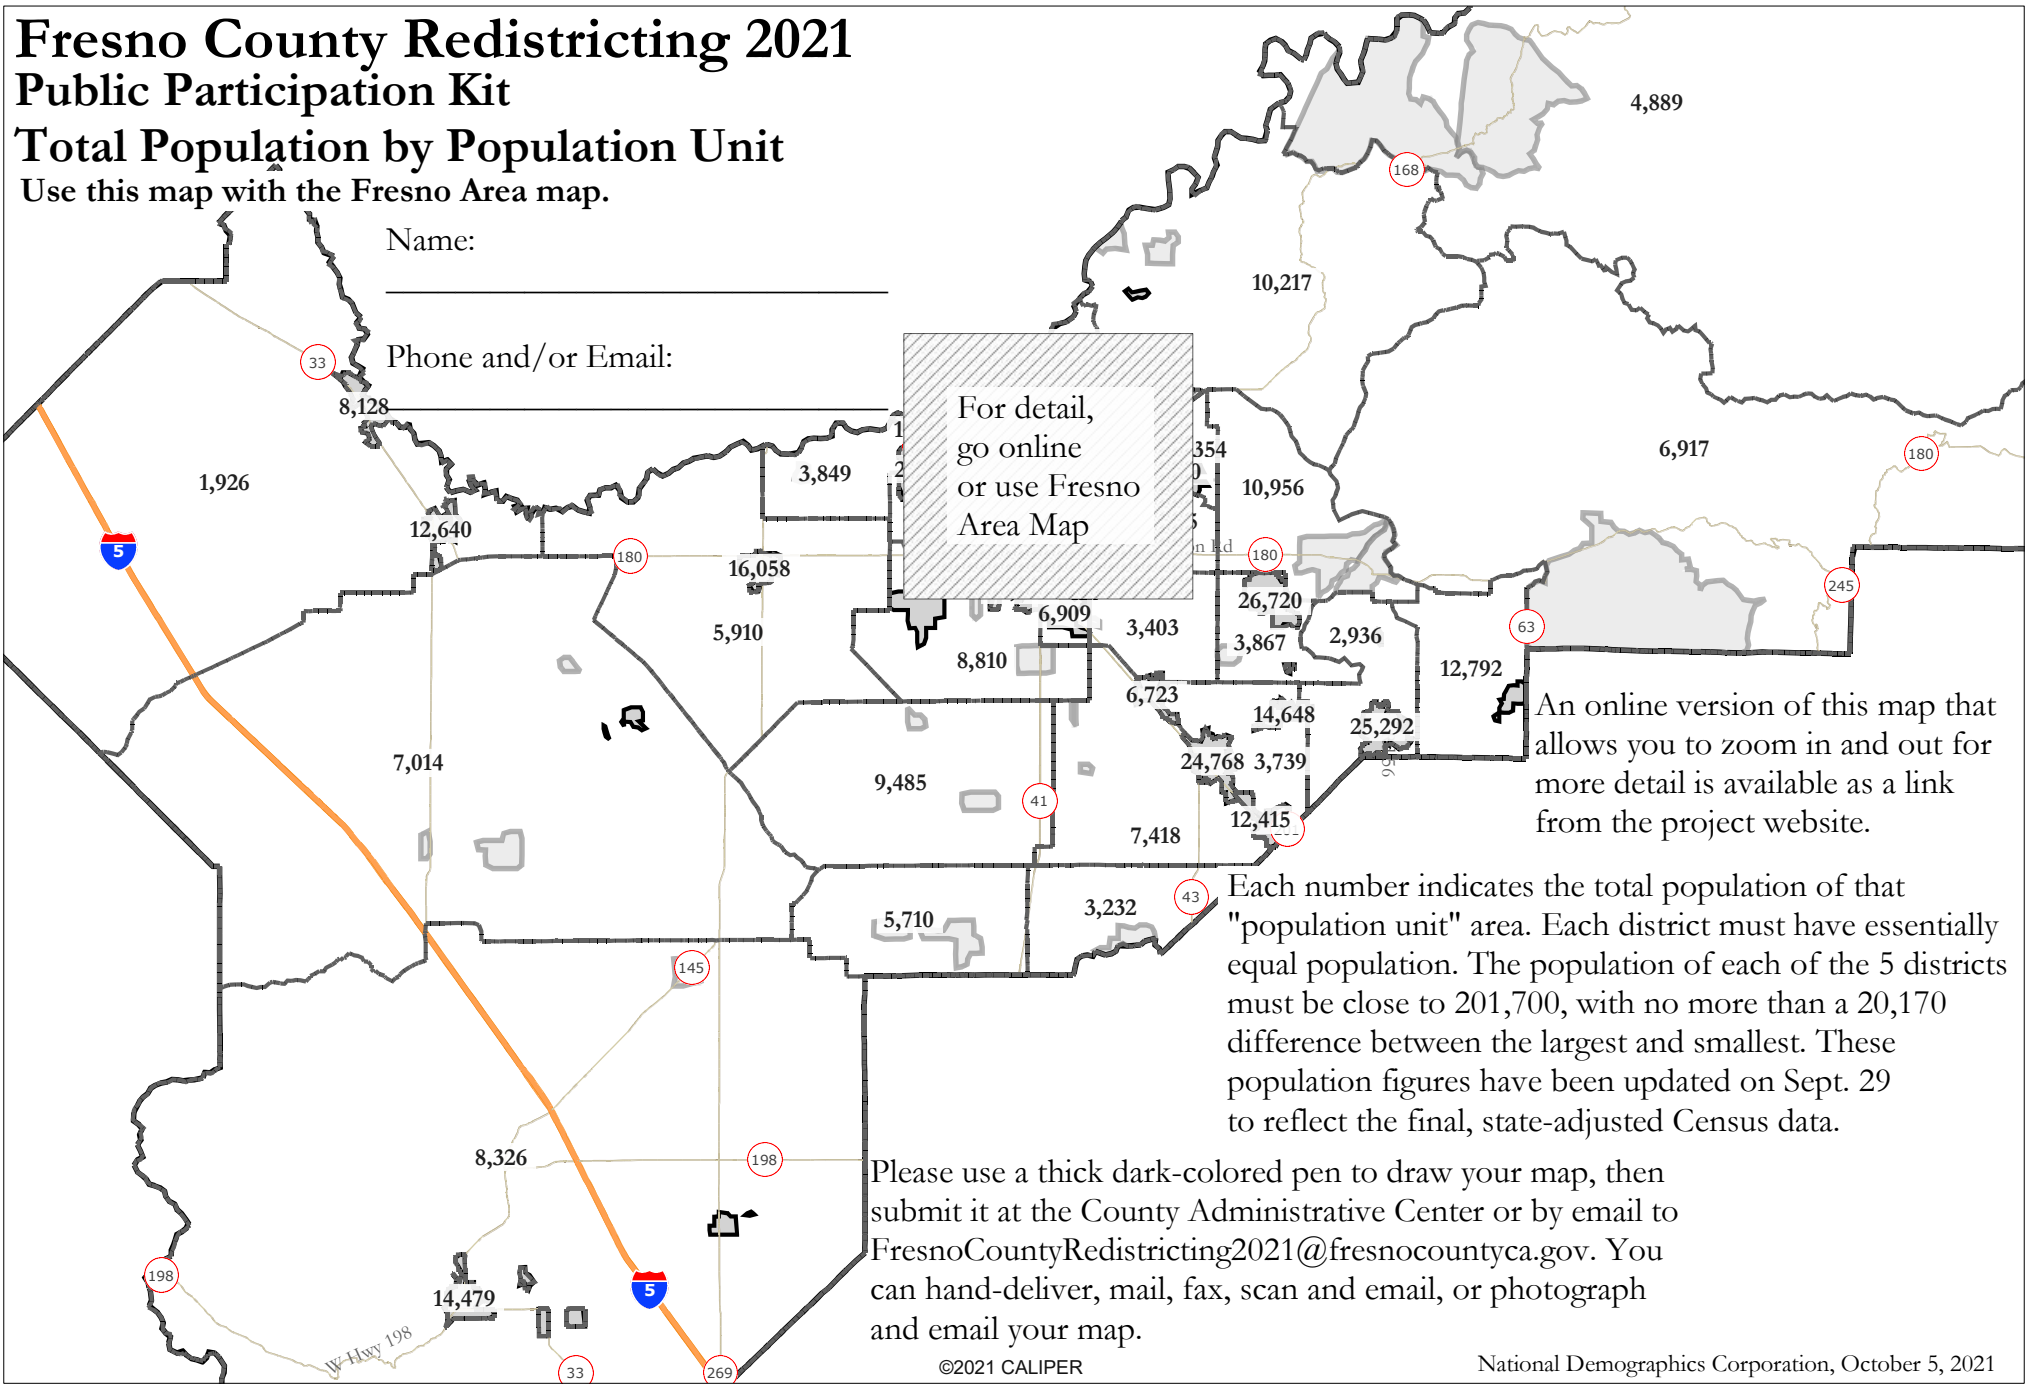 Fresno County Redistricting 2021
Public Participation Kit
Total Population by Population Unit
Use this map with the Fresno Area map.
Name:
Phone and/or Email:
4,889
168
10,217
33
8,128
1,926
12,640
3,849
For detail,
go online
or use Fresno
Area Map
354
10,956
6,917
180
5
180
16,058
180
245
26,720
5,910
6,909
3,403
3,867
2,936
63
8,810
12,792
6,723
14,648
25,292
7,014
24,768
3,739
9,485
41
7,418
12,415
An online version of this map that
allows you to zoom in and out for
more detail is available as a link
from the project website.
5,710
3,232
43
145
Each number indicates the total population of that
"population unit" area. Each district must have essentially
equal population. The population of each of the 5 districts
must be close to 201,700, with no more than a 20,170
difference between the largest and smallest. These
population figures have been updated on Sept. 29
to reflect the final, state-adjusted Census data.
8,326
198
Please use a thick dark-colored pen to draw your map, then
submit it at the County Administrative Center or by email to
FresnoCountyRedistricting2021@fresnocountyca.gov. You
can hand-deliver, mail, fax, scan and email, or photograph
and email your map.
198
14,479
5
W Hwy 198
33
269
©2021 CALIPER
National Demographics Corporation, October 5, 2021